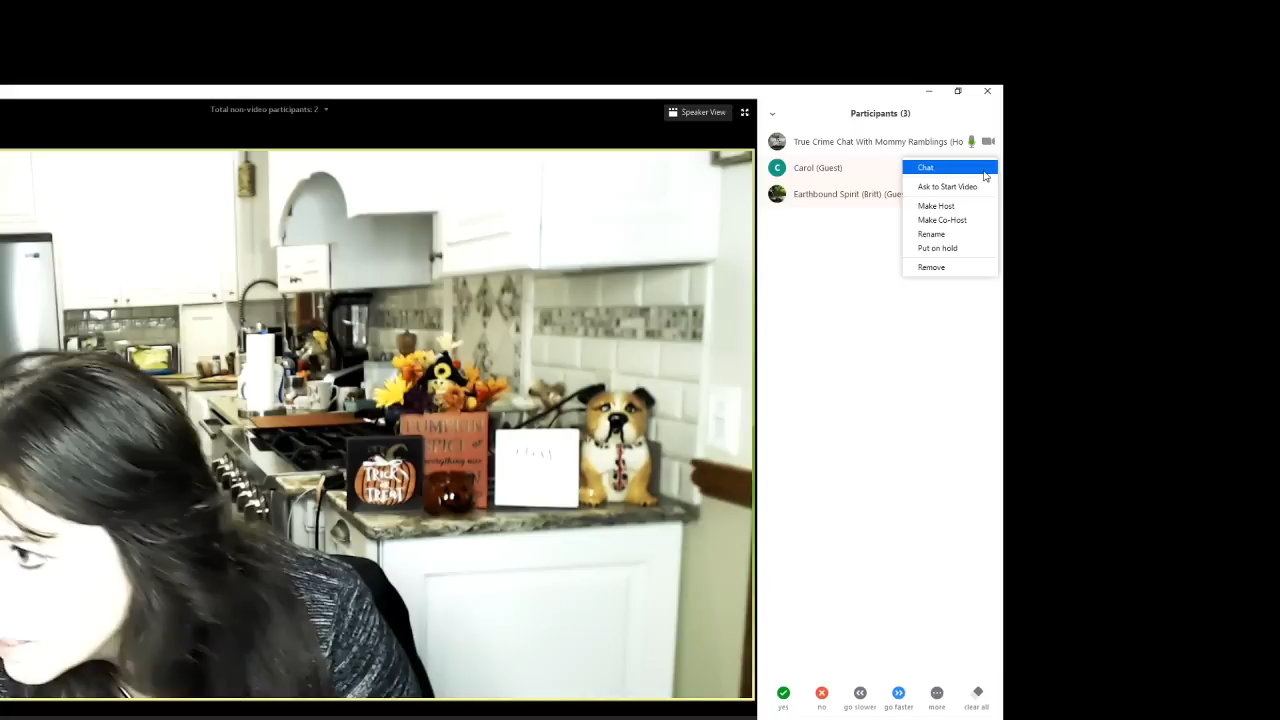 Total non-video participants: 2
Speaker View
Participants (3)
True Crime Chat With Mommy Ramblings (Ho
C
Carol (Guest)
Earthbound Spirit (Britt) (Gues
Chat
Ask to Start Video
Make Host
Make Co-Host
Rename
Put on hold
Remove
PUMPKIN
SPICE
everything nice
TRICK
OR
TREAT
yes
no
go slower
go faster
more
clear all